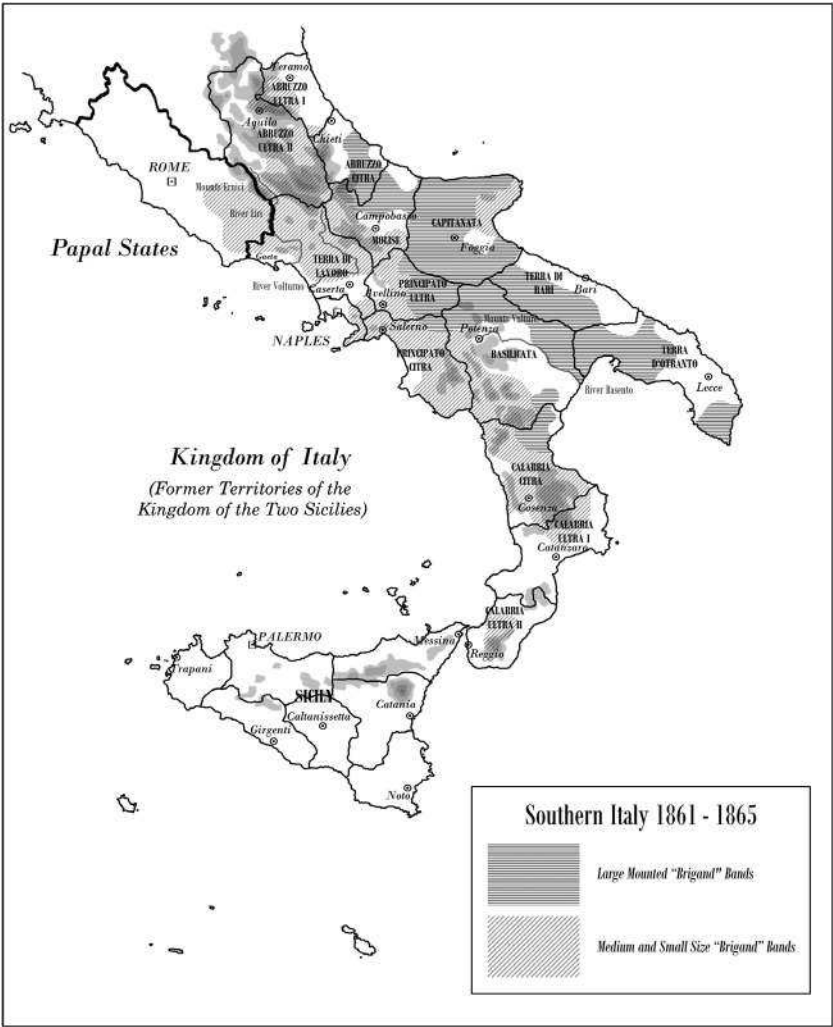 Teramo
ABRUZZO
ULTRA I
Aquila
ABRUZZO
ULTRA II
Chieti
ROME
ABRUZZO
CITRA
Mounts Ernici
River Liri
Campobasso
MOLISE
CAPITANATA
Foggia
Papal States
Gaeta
TERRA DI
LAVORO
River Volturno
Caserta
Avellino
PRINCIPATO
ULTRA
TERRA DI
BARI
Bari
NAPLES
Salerno
Mounts Vulture
Potenza
BASILICATA
PRINCIPATO
CITRA
TERRA
D'OTRANTO
Lecce
River Basento
Kingdom of Italy
(Former Territories of the
Kingdom of the Two Sicilies)
CALABRIA
CITRA
Cosenza
CALABRIA
ULTRA I
Catanzaro
CALABRIA
ULTRA II
Reggio
Messina
PALERMO
Trapani
SICILY
Caltanissetta
Catania
Girgenti
Noto
Southern Italy 1861 - 1865
Large Mounted "Brigand" Bands
Medium and Small Size "Brigand" Bands